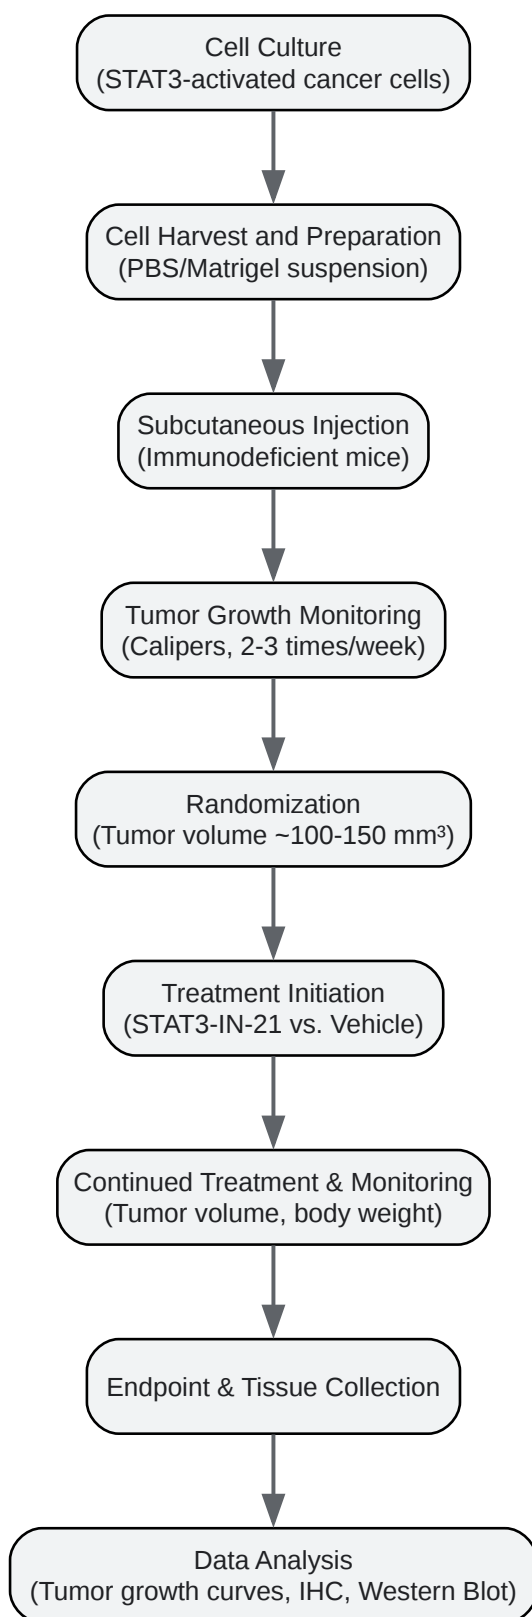 Cell Culture
(STAT3-activated cancer cells)
Cell Harvest and Preparation
(PBS/Matrigel suspension)
Subcutaneous Injection
(Immunodeficient mice)
Tumor Growth Monitoring
(Calipers, 2-3 times/week)
Randomization
(Tumor volume ~100-150 mm³)
Treatment Initiation
(STAT3-IN-21 vs. Vehicle)
Continued Treatment & Monitoring
(Tumor volume, body weight)
Endpoint & Tissue Collection
Data Analysis
(Tumor growth curves, IHC, Western Blot)